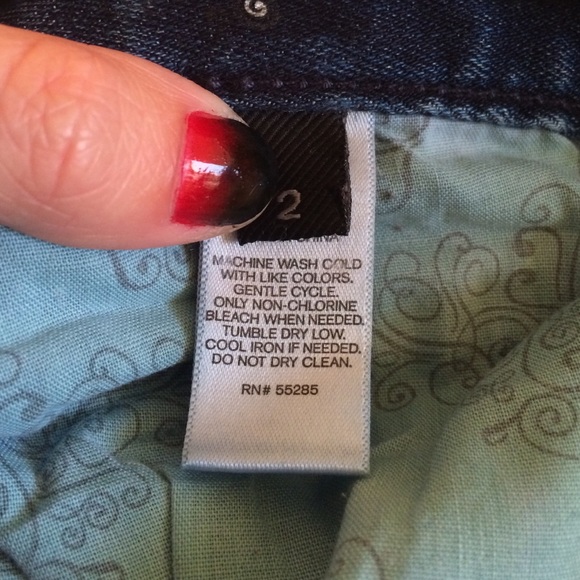 2
CHINA
MACHINE WASH COLD
WITH LIKE COLORS.
GENTLE CYCLE.
ONLY NON-CHLORINE
BLEACH WHEN NEEDED.
TUMBLE DRY LOW.
COOL IRON IF NEEDED.
DO NOT DRY CLEAN.
RN# 55285